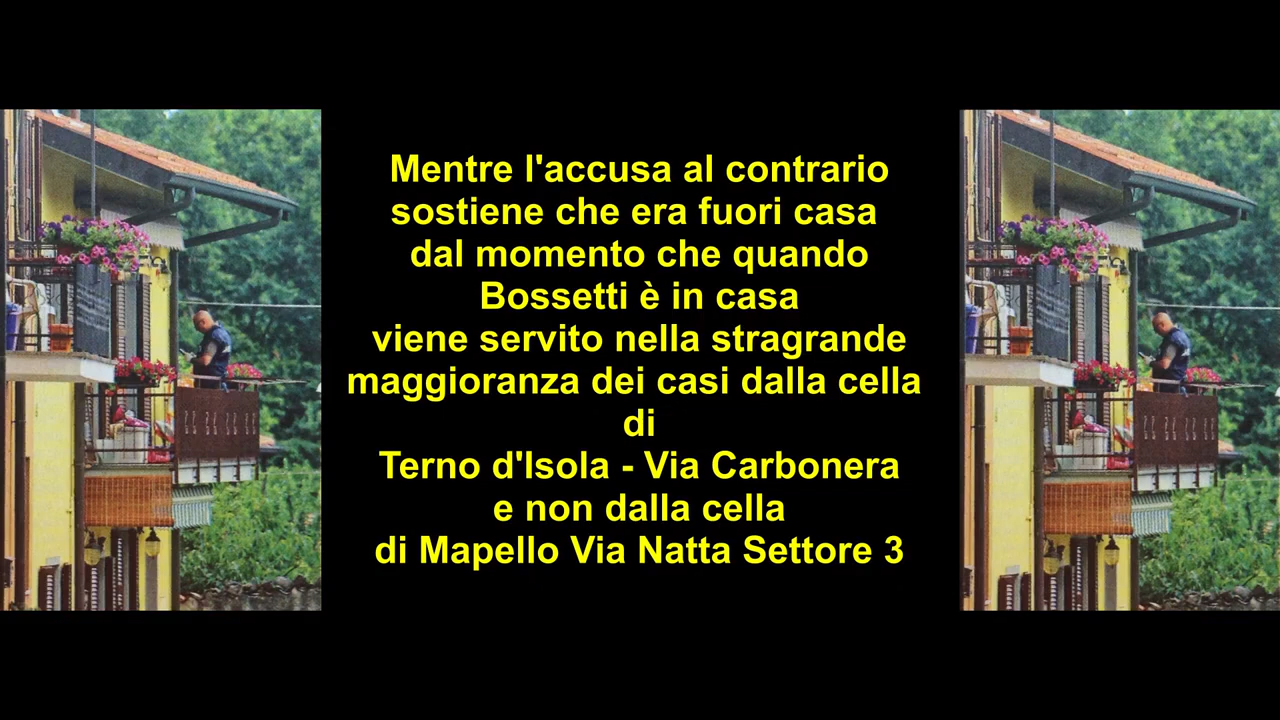 Mentre l'accusa al contrario
sostiene che era fuori casa
dal momento che quando
Bossetti è in casa
viene servito nella stragrande
maggioranza dei casi dalla cella
di
Terno d'Isola - Via Carbonera
e non dalla cella
di Mapello Via Natta Settore 3